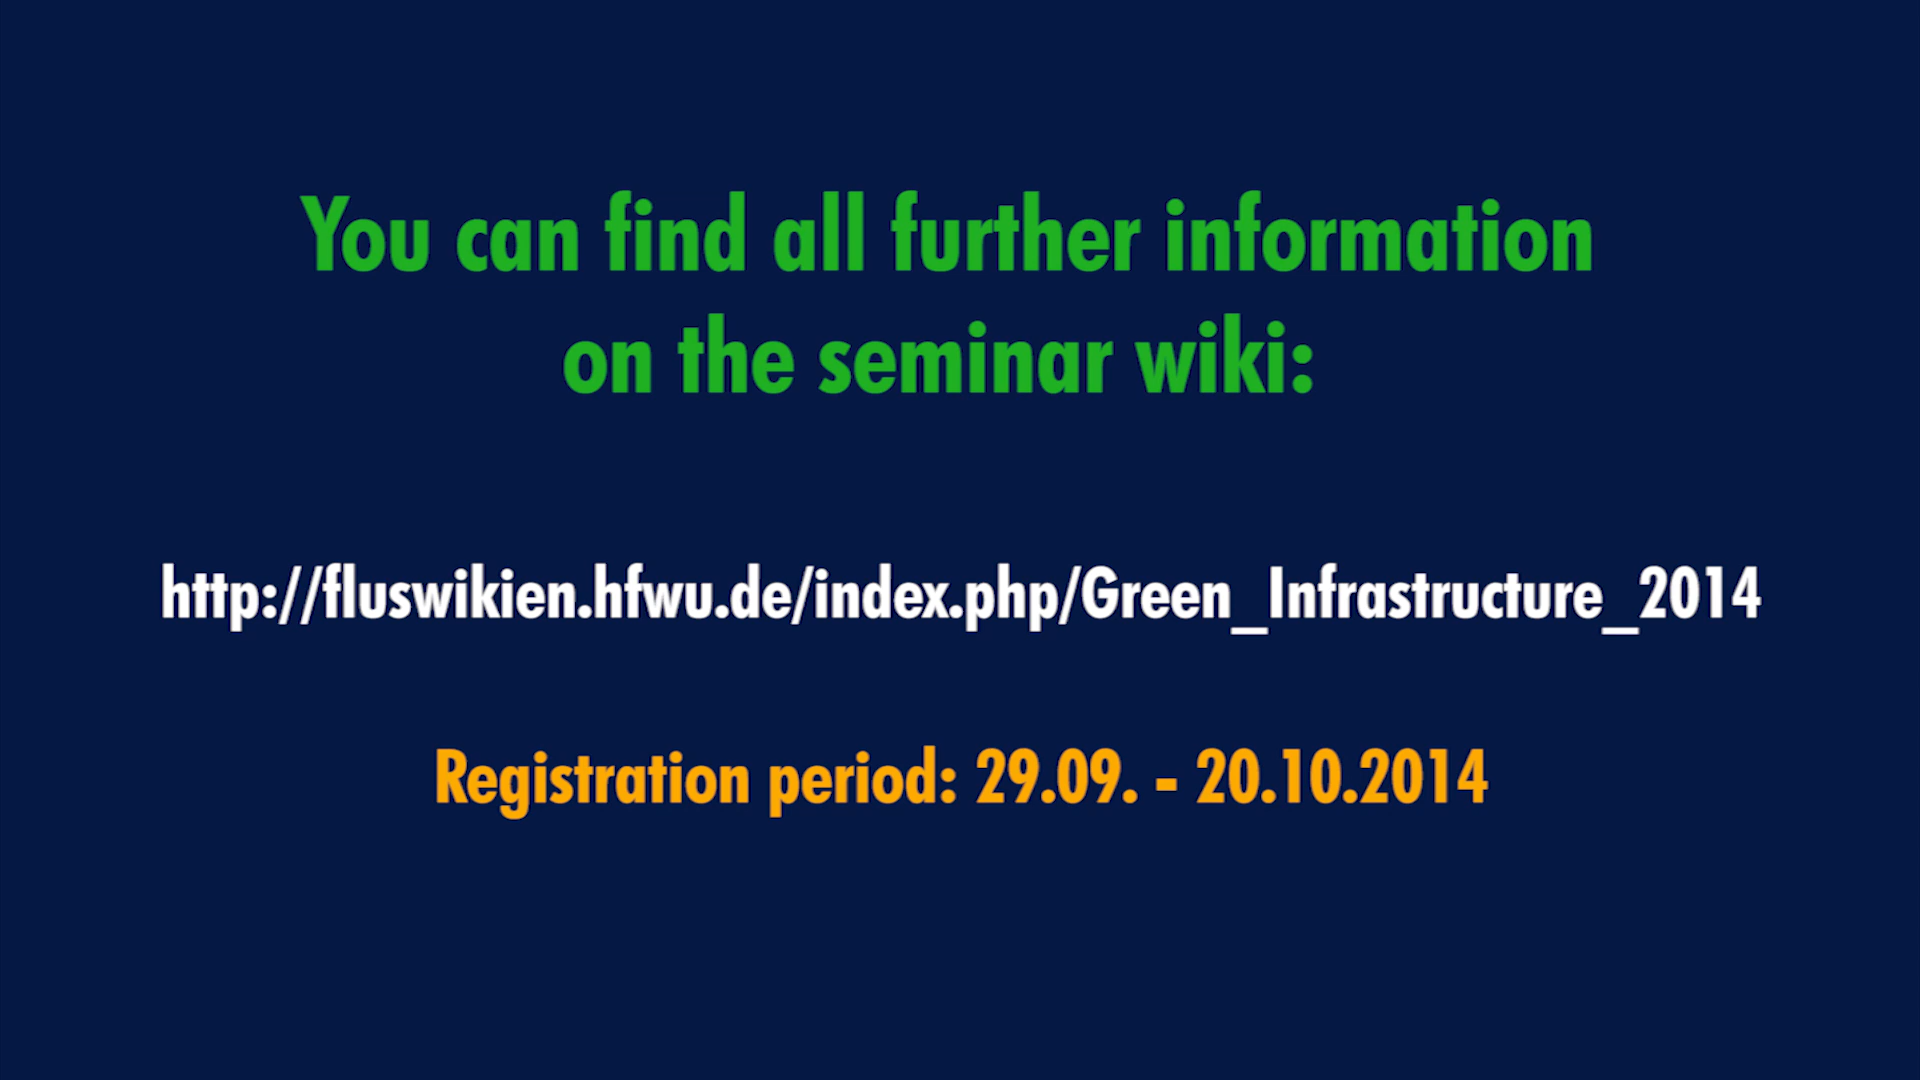 You can find all further information
on the seminar wiki:
http://fluswikien.hfwu.de/index.php/Green_Infrastructure_2014
Registration period: 29.09. - 20.10.2014